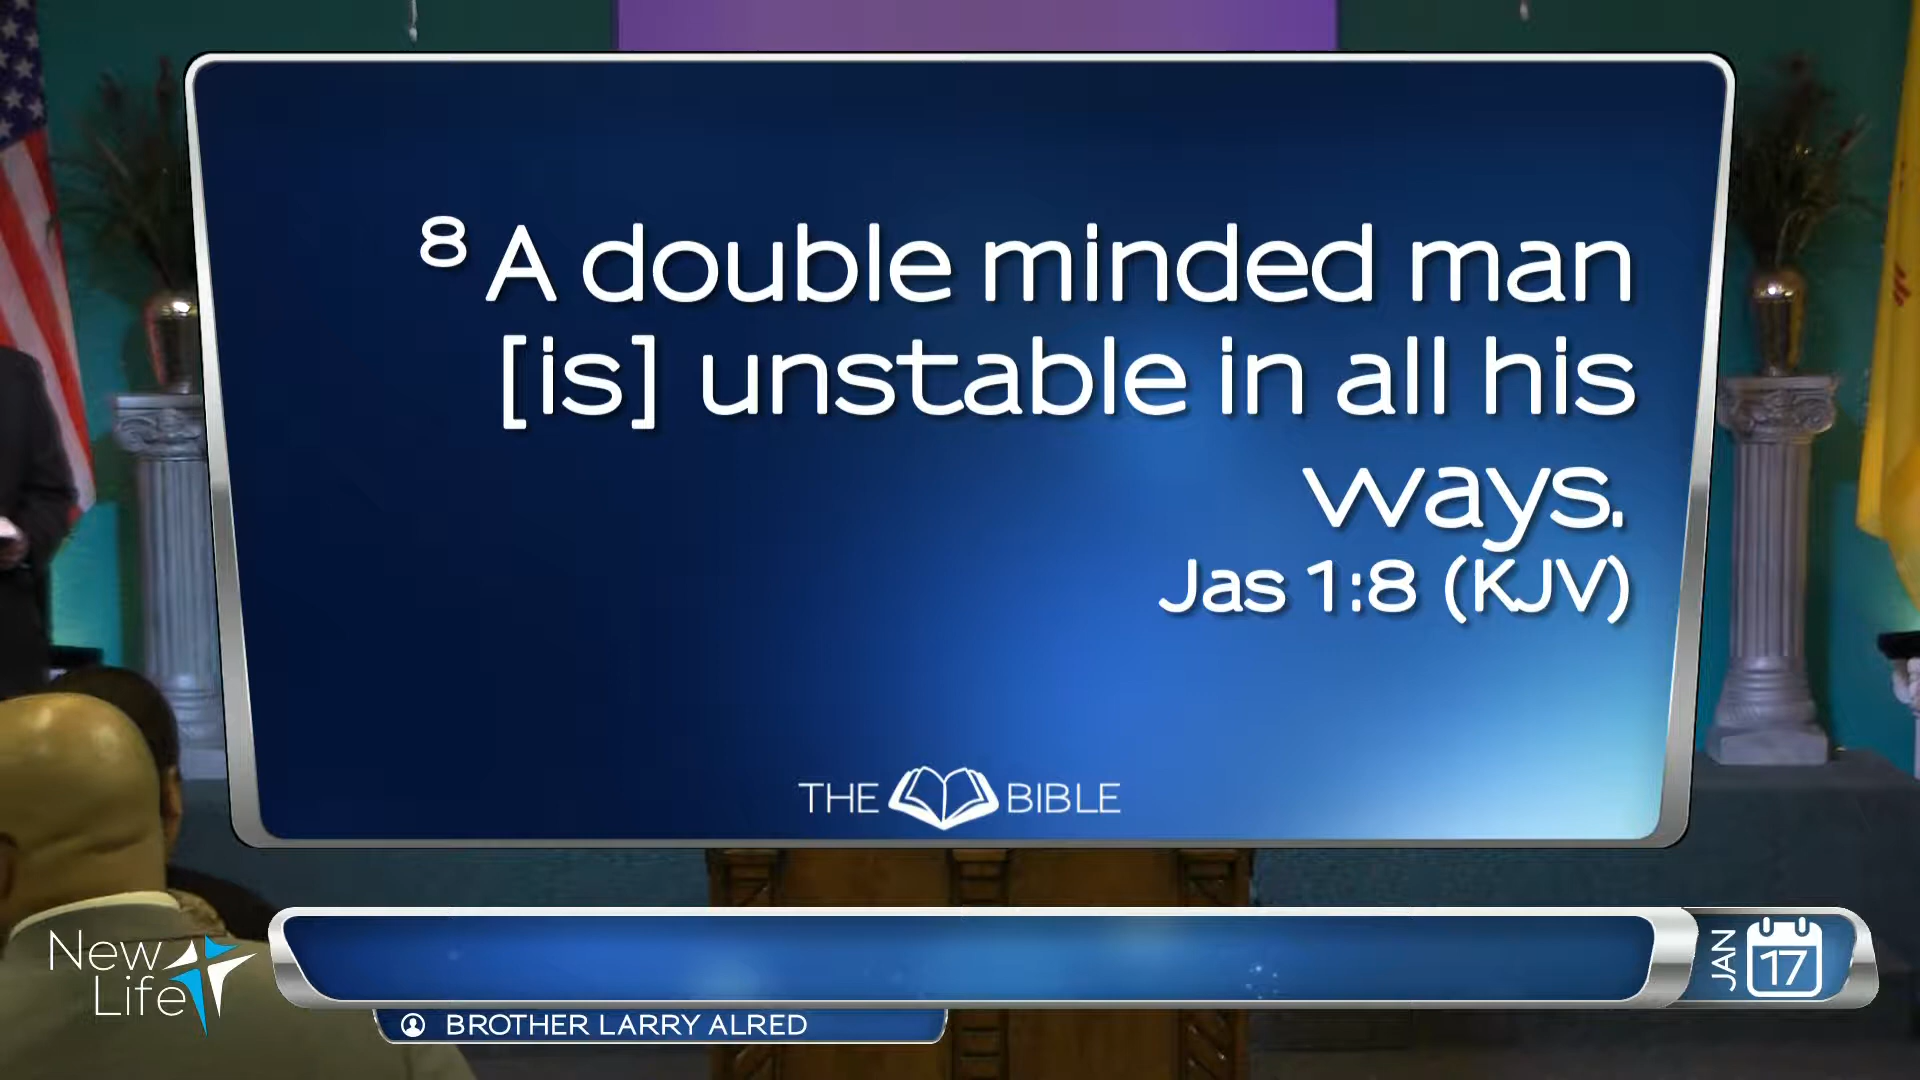 8 A double minded man
[is] unstable in all his
ways.
Jas 1:8 (KJV)
THE BIBLE
New
Life
JAN
17
BROTHER LARRY ALRED